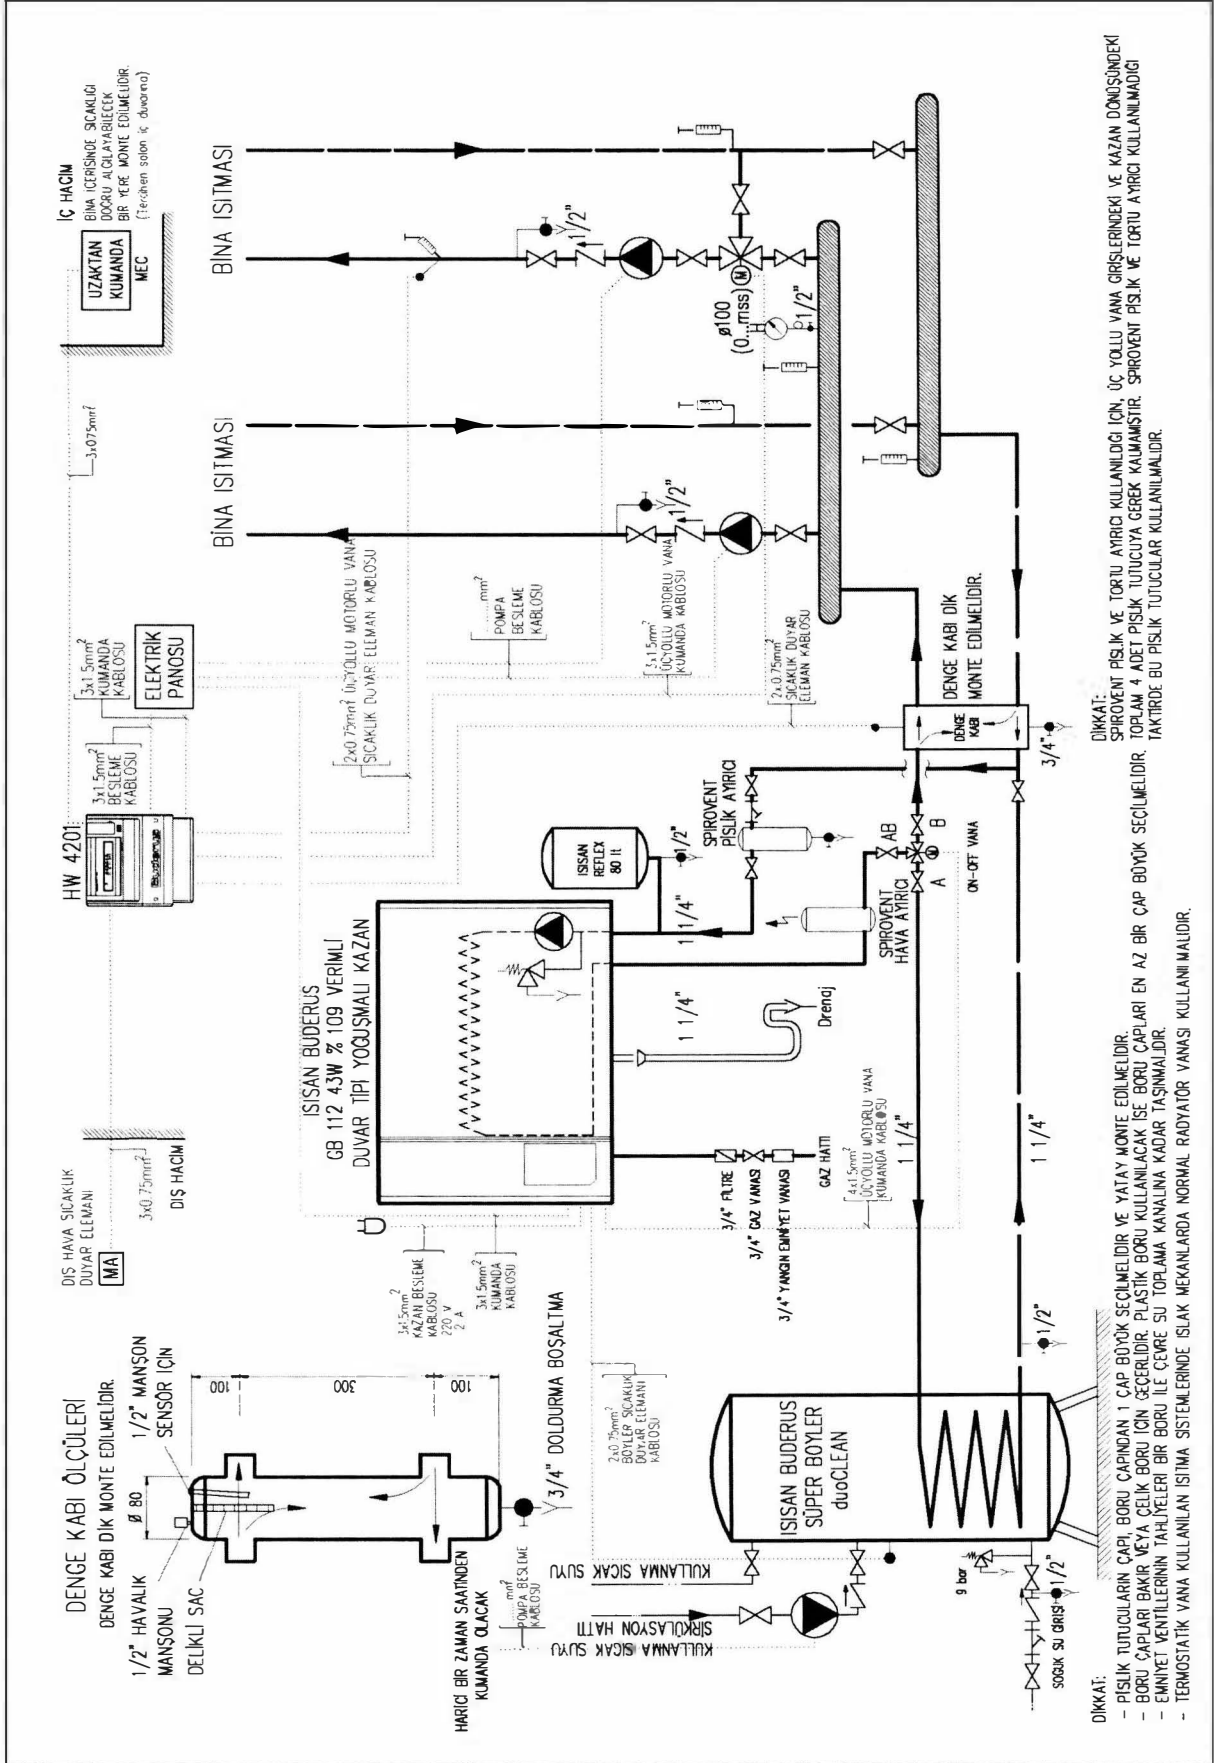 DENGE KABI ÖLÇÜLERİ
DENGE KABI DİK MONTE EDİLMELİDİR.
1/2" HAVALIK
MANŞONU
Ø 80
1/2" MANŞON
SENSÖR İÇİN
DELİKLİ SAC
100
300
100
3/4" DOLDURMA BOŞALTMA
HARİCİ BİR ZAMAN SAATİNDEN
KUMANDA OLACAK
DIŞ HAVA SICAKLIK
DUYAR ELEMANI
MA
3x0.75mm²
DIŞ HACİM
HW 4201
Buderus
3x1.5mm²
BESLEME
KABLOSU
3x1.5mm²
KUMANDA
KABLOSU
ELEKTRİK
PANOSU
3x075mm²
İÇ HACİM
UZAKTAN
KUMANDA
MEC
BİNA İÇERİSİNDE SICAKLIĞI
DOĞRU ALGILAYABİLECEK
BİR YERE MONTE EDİLMELİDİR.
(Tercihen salon iç duvarına)
BİNA ISITMASI
BİNA ISITMASI
BİNA ISITMASI
BİNA ISITMASI
ISISAN BUDERUS
GB 112 43W % 109 VERİMLİ
DUVAR TİPİ YOĞUŞMALI KAZAN
3x1.5mm²
KAZAN BESLEME
KABLOSU
220 V
2 A
3x1.5mm²
KUMANDA
KABLOSU
2x0.75mm² ÜÇYOLLU MOTORLU VANA
SICAKLIK DUYAR ELEMAN KABLOSU
.....mm²
POMPA
BESLEME
KABLOSU
3x1.5mm²
ÜÇYOLLU MOTORLU VANA
KUMANDA KABLOSU
2x0.75mm²
SICAKLIK DUYAR
ELEMAN KABLOSU
1/2"
1/2"
ø100
(0...mss)
M
1/2"
ISISAN
REFLEX
80 lt
1/2"
1 1/4"
1 1/4"
SPIROVENT
PİSLİK AYIRICI
SPIROVENT
HAVA AYIRICI
AB
A
B
M
ON-OFF VANA
Drenaj
3/4" FİLTRE
3/4" GAZ VANASI
3/4" YANGIN EMNİYET VANASI
GAZ HATTI
4x1.5mm²
ÜÇYOLLU MOTORLU VANA
KUMANDA KABLOSU
1 1/4"
1 1/4"
DENGE
KABI
DENGE KABI DİK
MONTE EDİLMELİDİR.
3/4"
2x0.75mm²
BOYLER SICAKLIK
DUYAR ELEMANI
KABLOSU
.....mm²
POMPA BESLEME
KABLOSU
KULLANMA SICAK SUYU
SİRKÜLASYON HATTI
KULLANMA SICAK SUYU
ISISAN BUDERUS
SÜPER BOYLER
duoCLEAN
9 bar
1/2"
1/2"
SOĞUK SU GİRİŞİ
DİKKAT:
- PİSLİK TUTUCULARIN ÇAPI, BORU ÇAPINDAN 1 ÇAP BÜYÜK SEÇİLMELİDİR VE YATAY MONTE EDİLMELİDİR.
- BORU ÇAPLARI BAKIR VEYA ÇELİK BORU İÇİN GEÇERLİDİR. PLASTİK BORU KULLANILACAK İSE BORU ÇAPLARI EN AZ BİR ÇAP BÜYÜK SEÇİLMELİDİR.
- EMNİYET VENTİLLERİNİN TAHLİYELERİ BİR BORU İLE ÇEVRE SU TOPLAMA KANALINA KADAR TAŞINMALIDIR.
- TERMOSTATİK VANA KULLANILAN ISITMA SİSTEMLERİNDE ISLAK MEKANLARDA NORMAL RADYATÖR VANASI KULLANILMALIDIR.
DİKKAT:
SPIROVENT PİSLİK VE TORTU AYIRICI KULLANILDIĞI İÇİN, ÜÇ YOLLU VANA GİRİŞLERİNDEKİ VE KAZAN DÖNÜŞÜNDEKİ
TOPLAM 4 ADET PİSLİK TUTUCUYA GEREK KALMAMIŞTIR. SPIROVENT PİSLİK VE TORTU AYIRICI KULLANILMADIĞI
TAKTİRDE BU PİSLİK TUTUCULAR KULLANILMALIDIR.